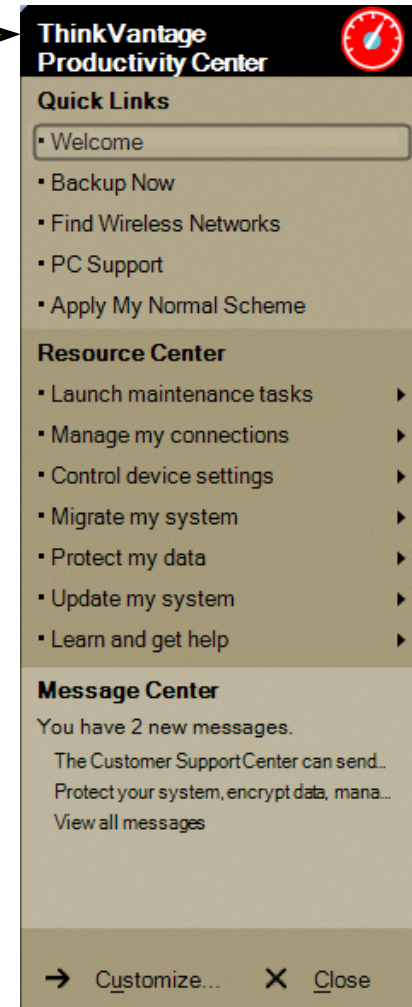 ThinkVantage
Productivity Center
Quick Links
Welcome
Backup Now
Find Wireless Networks
PC Support
Apply My Normal Scheme
Resource Center
Launch maintenance tasks
Manage my connections
Control device settings
Migrate my system
Protect my data
Update my system
Learn and get help
Message Center
You have 2 new messages.
The Customer Support Center can send...
Protect your system, encrypt data, mana...
View all messages
Customize... Close